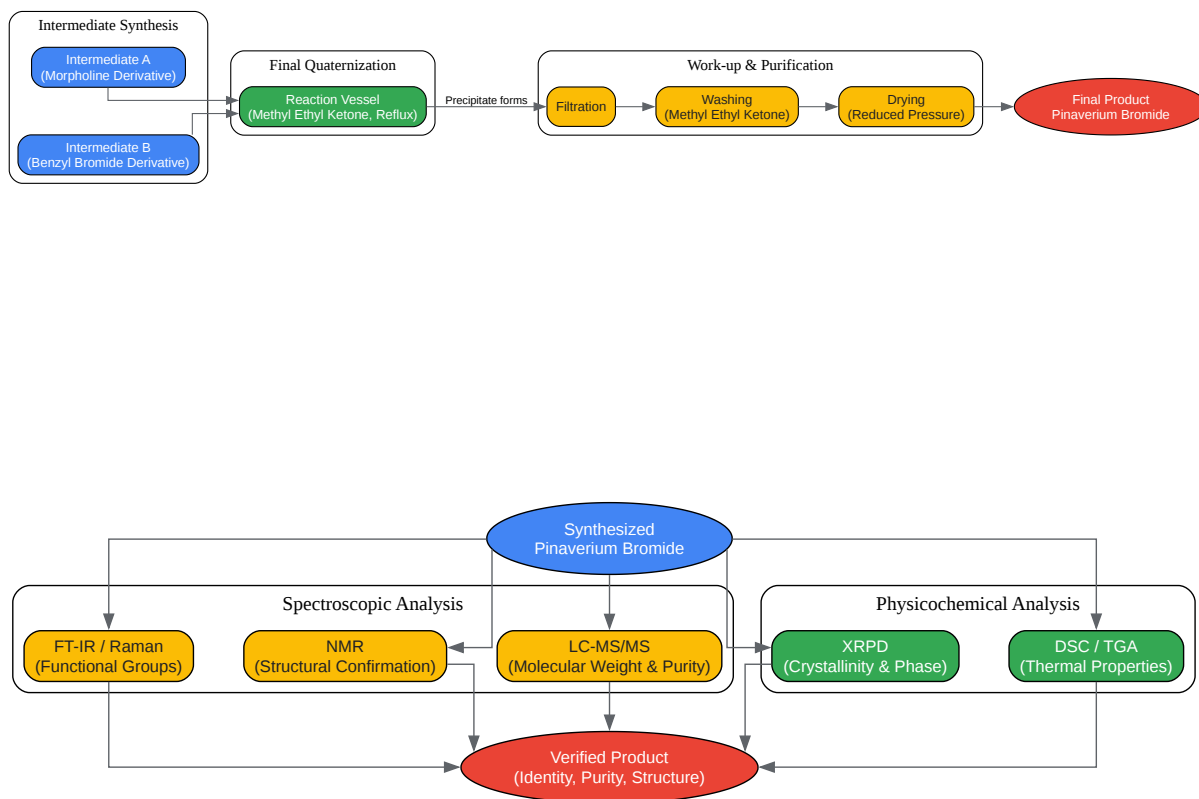 Intermediate Synthesis
Intermediate A
(Morpholine Derivative)
Intermediate B
(Benzyl Bromide Derivative)
Final Quaternization
Reaction Vessel
(Methyl Ethyl Ketone, Reflux)
Precipitate forms
Work-up & Purification
Filtration
Washing
(Methyl Ethyl Ketone)
Drying
(Reduced Pressure)
Final Product
Pinaverium Bromide
Synthesized
Pinaverium Bromide
Spectroscopic Analysis
FT-IR / Raman
(Functional Groups)
NMR
(Structural Confirmation)
LC-MS/MS
(Molecular Weight & Purity)
Physicochemical Analysis
XRPD
(Crystallinity & Phase)
DSC / TGA
(Thermal Properties)
Verified Product
(Identity, Purity, Structure)